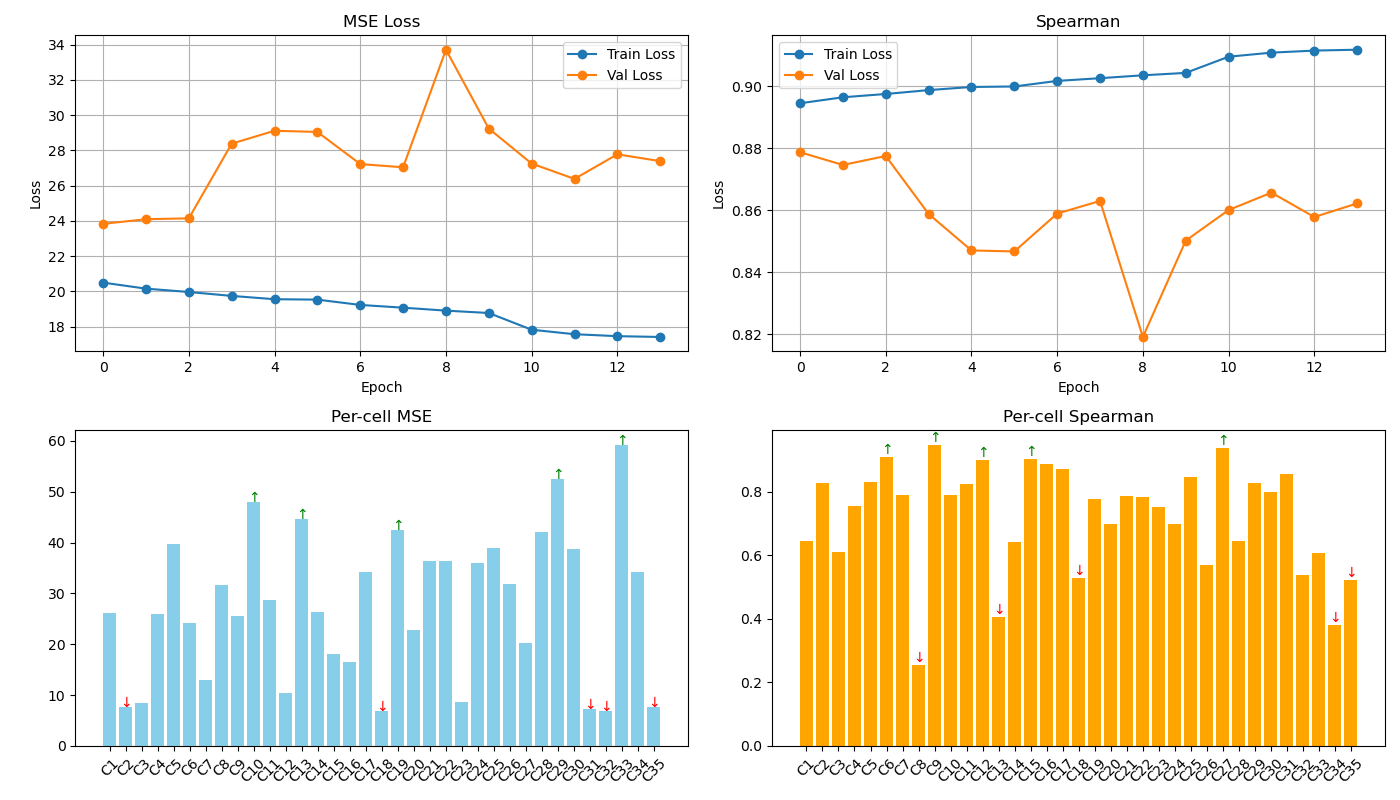 MSE Loss
Loss
34
32
30
28
26
24
22
20
18
0 2 4 6 8 10 12
Epoch
Train Loss
Val Loss
Spearman
Loss
0.90
0.88
0.86
0.84
0.82
0 2 4 6 8 10 12
Epoch
Train Loss
Val Loss
Per-cell MSE
60
50
40
30
20
10
0
↓ ↑ ↑ ↓ ↑ ↑ ↓ ↓ ↑ ↓
C1 C2 C3 C4 C5 C6 C7 C8 C9 C10 C11 C12 C13 C14 C15 C16 C17 C18 C19 C20 C21 C22 C23 C24 C25 C26 C27 C28 C29 C30 C31 C32 C33 C34 C35
Per-cell Spearman
0.8
0.6
0.4
0.2
0.0
↑ ↓ ↑ ↑ ↓ ↑ ↓ ↑ ↓ ↓
C1 C2 C3 C4 C5 C6 C7 C8 C9 C10 C11 C12 C13 C14 C15 C16 C17 C18 C19 C20 C21 C22 C23 C24 C25 C26 C27 C28 C29 C30 C31 C32 C33 C34 C35